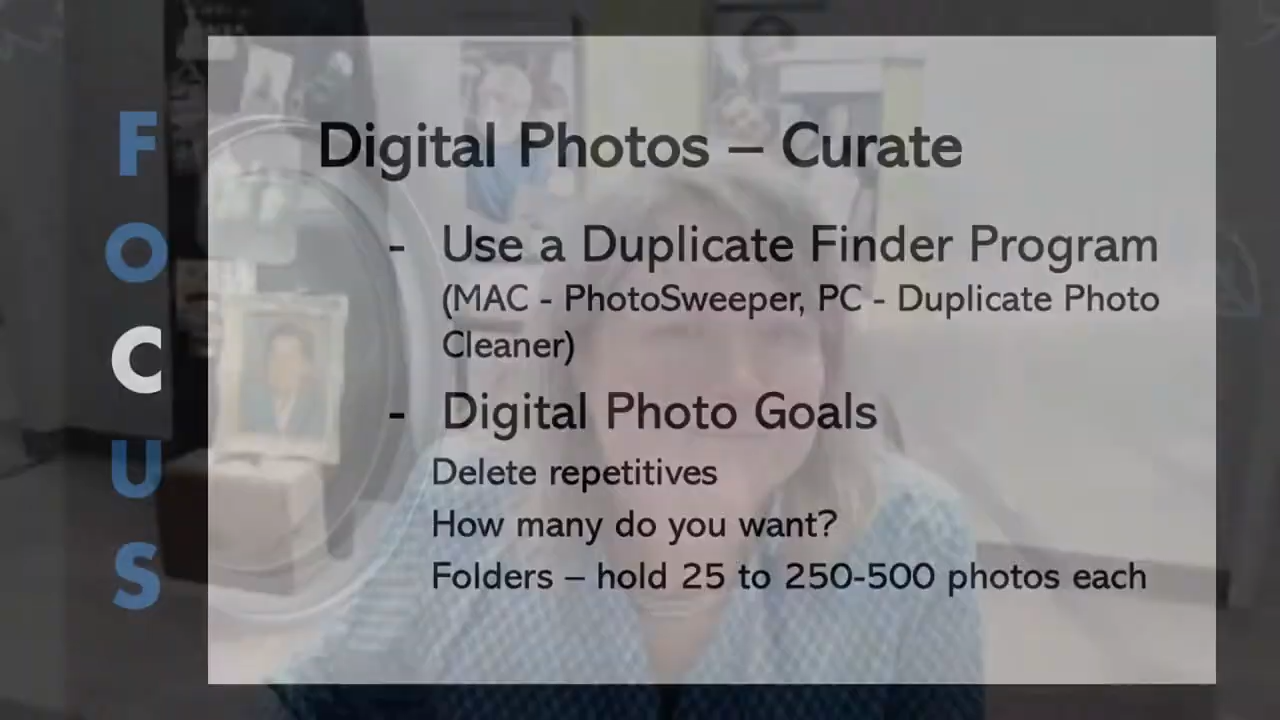 FOCUS
Digital Photos – Curate
- Use a Duplicate Finder Program
(MAC - PhotoSweeper, PC - Duplicate Photo
Cleaner)
- Digital Photo Goals
Delete repetitives
How many do you want?
Folders – hold 25 to 250-500 photos each